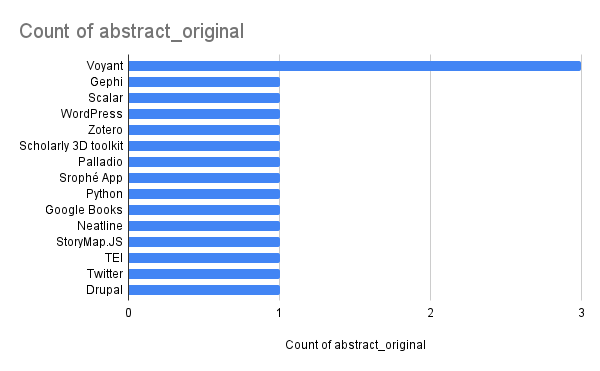 Count of abstract_original
Voyant
Gephi
Scalar
WordPress
Zotero
Scholarly 3D toolkit
Palladio
Srophé App
Python
Google Books
Neatline
StoryMap.JS
TEI
Twitter
Drupal
0 1 2 3
Count of abstract_original